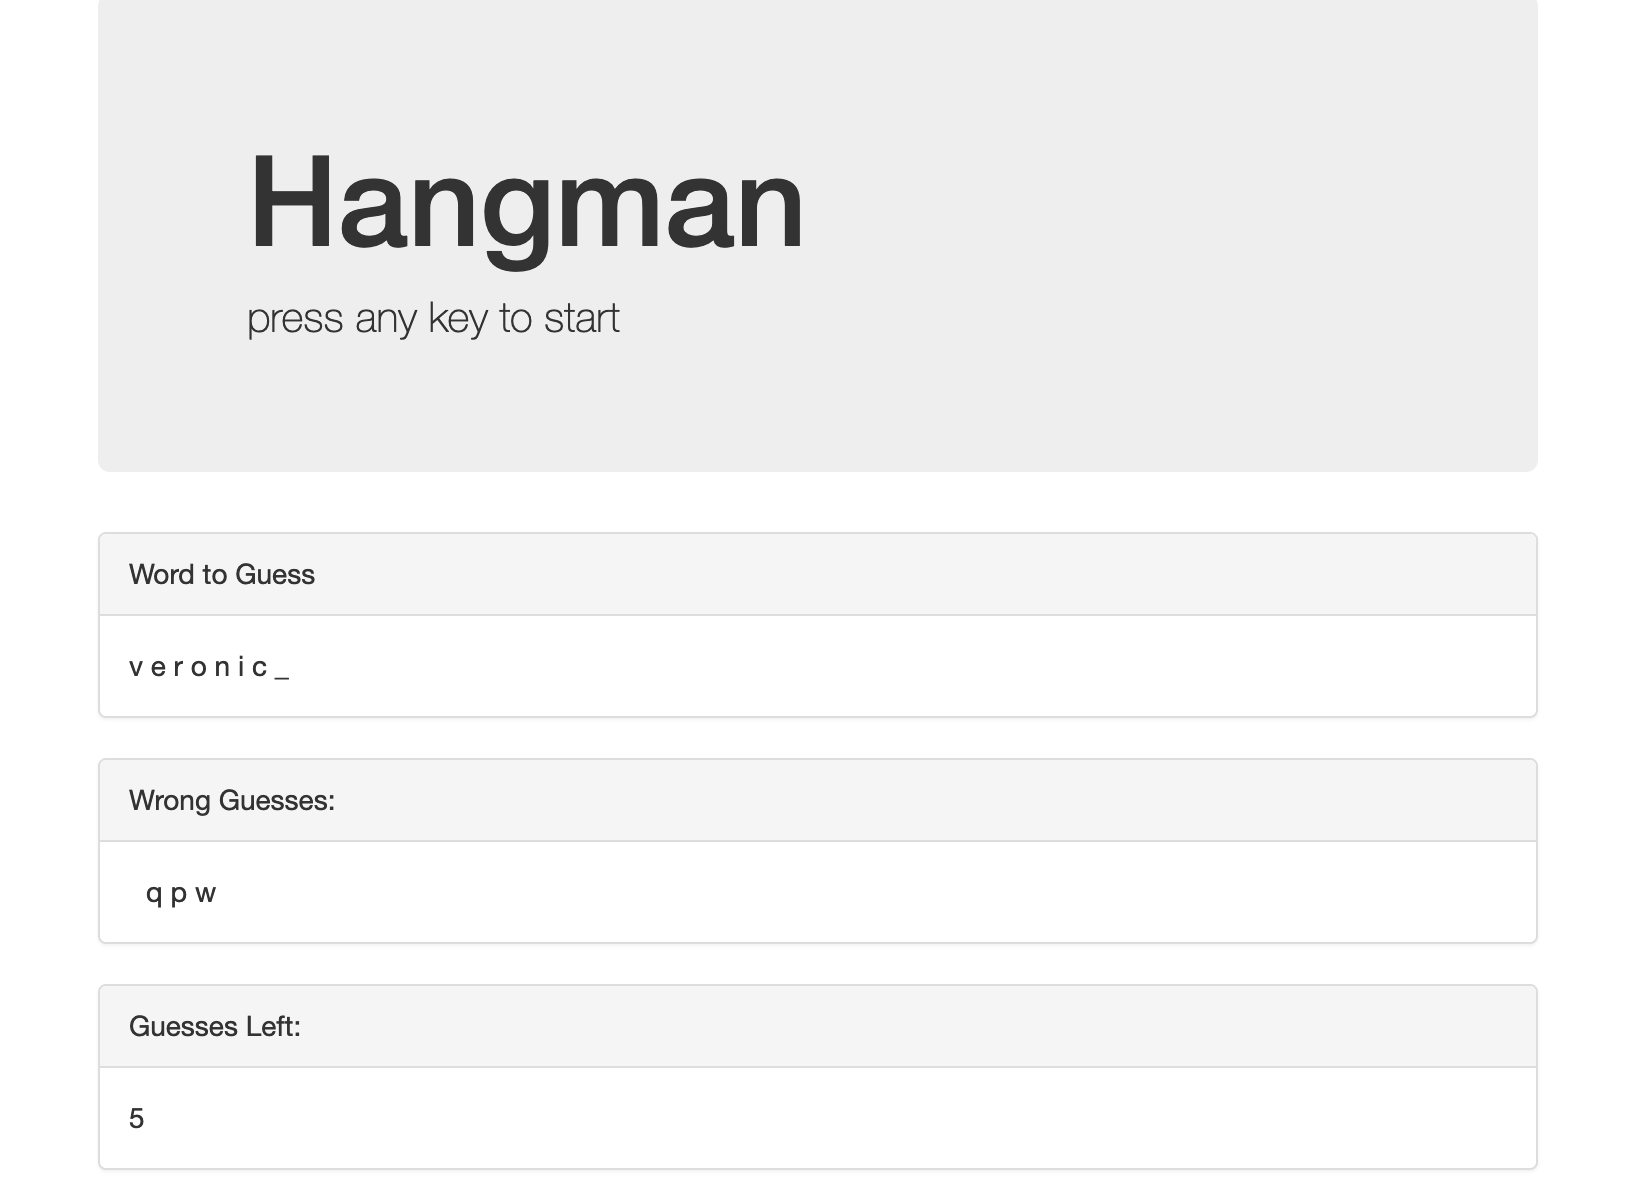 Hangman
press any key to start
Word to Guess
v e r o n i c _
Wrong Guesses:
q p w
Guesses Left:
5